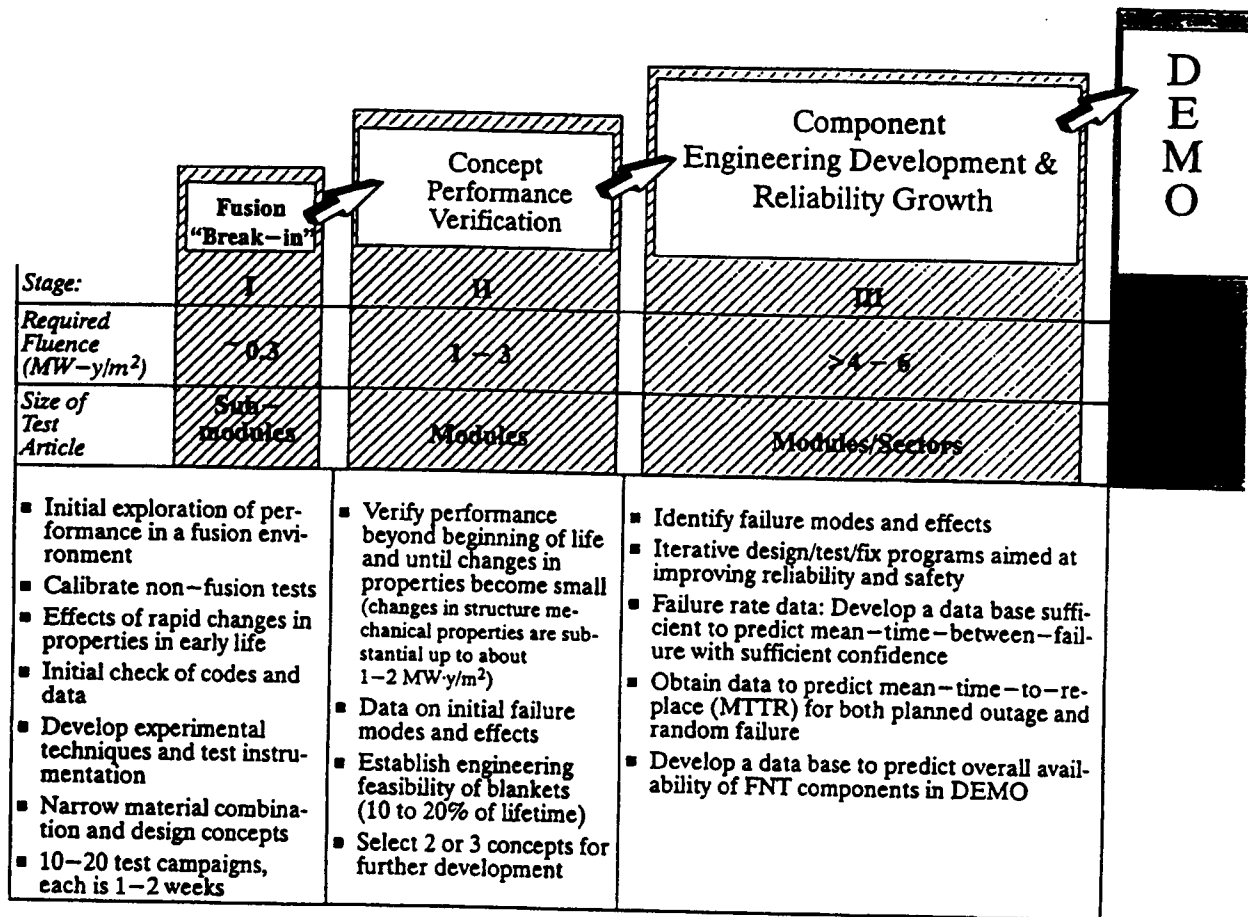 D
E
M
O
Component
Engineering Development &
Reliability Growth
Concept
Performance
Verification
Fusion
"Break–in"
Stage:
I
II
III
Required
Fluence
(MW–y/m²)
~0.3
1 – 3
>4 – 6
Size of
Test
Article
Sub–
modules
Modules
Modules/Sectors
▪ Initial exploration of per-
formance in a fusion envi-
ronment
▪ Calibrate non–fusion tests
▪ Effects of rapid changes in
properties in early life
▪ Initial check of codes and
data
▪ Develop experimental
techniques and test instru-
mentation
▪ Narrow material combina-
tion and design concepts
▪ 10–20 test campaigns,
each is 1–2 weeks
▪ Verify performance
beyond beginning of life
and until changes in
properties become small
(changes in structure me-
chanical properties are sub-
stantial up to about
1–2 MW·y/m²)
▪ Data on initial failure
modes and effects
▪ Establish engineering
feasibility of blankets
(10 to 20% of lifetime)
▪ Select 2 or 3 concepts for
further development
▪ Identify failure modes and effects
▪ Iterative design/test/fix programs aimed at
improving reliability and safety
▪ Failure rate data: Develop a data base suffi-
cient to predict mean–time–between–fail-
ure with sufficient confidence
▪ Obtain data to predict mean–time–to–re-
place (MTTR) for both planned outage and
random failure
▪ Develop a data base to predict overall avail-
ability of FNT components in DEMO